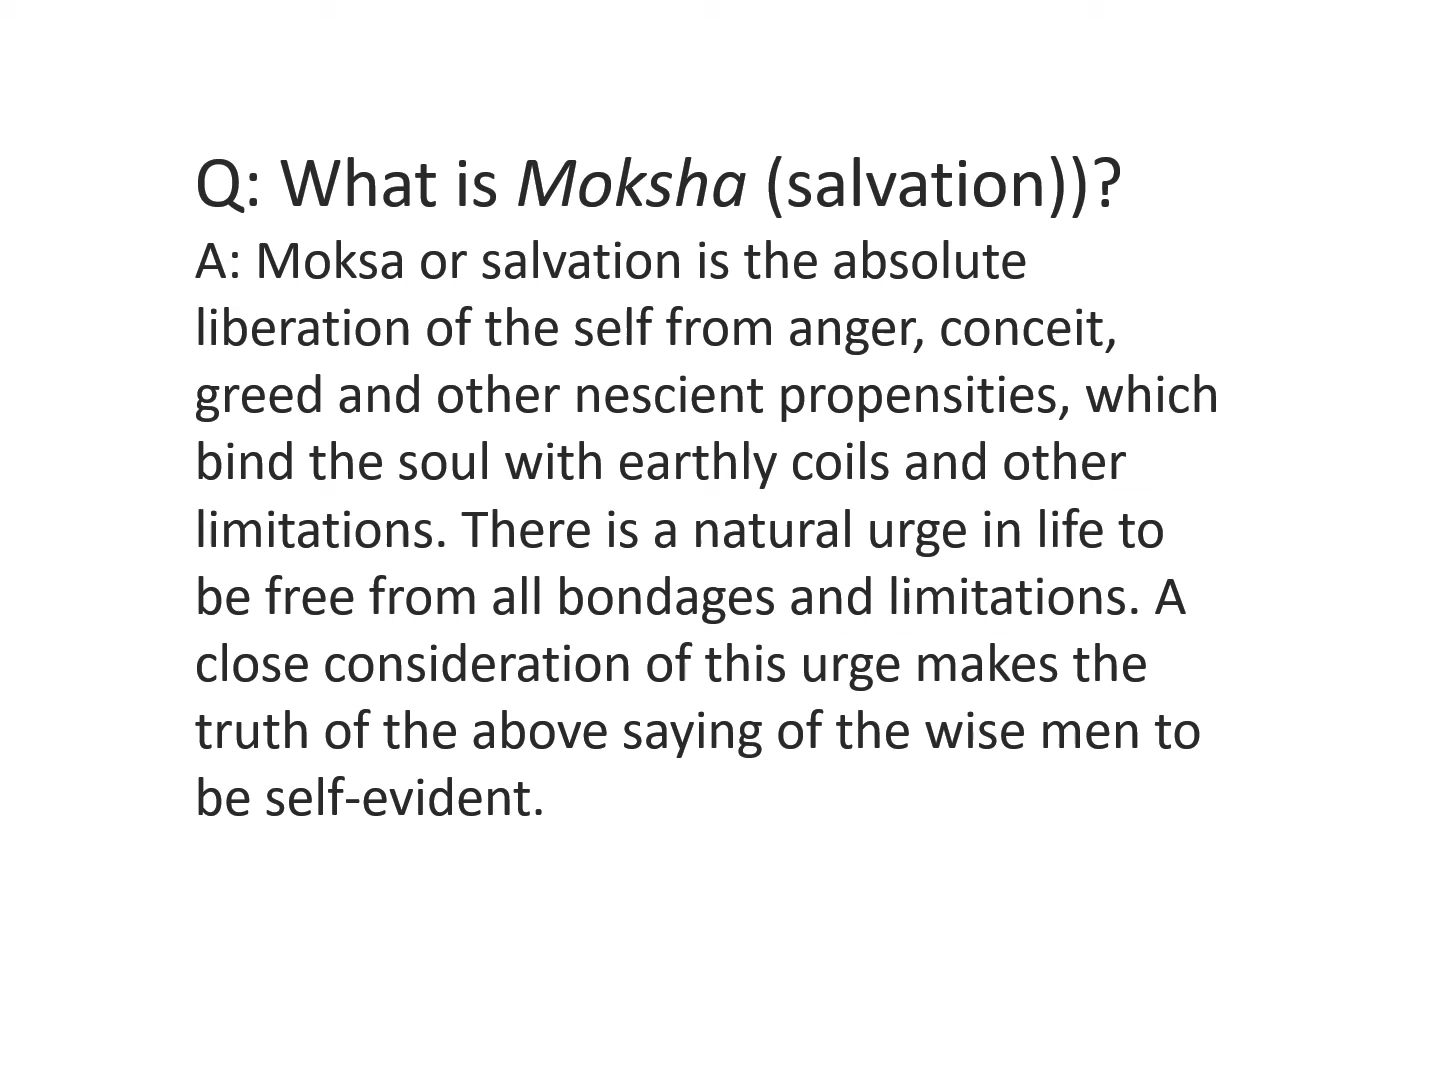 Q: What is Moksha (salvation))?
A: Moksa or salvation is the absolute
liberation of the self from anger, conceit,
greed and other nescient propensities, which
bind the soul with earthly coils and other
limitations. There is a natural urge in life to
be free from all bondages and limitations. A
close consideration of this urge makes the
truth of the above saying of the wise men to
be self-evident.